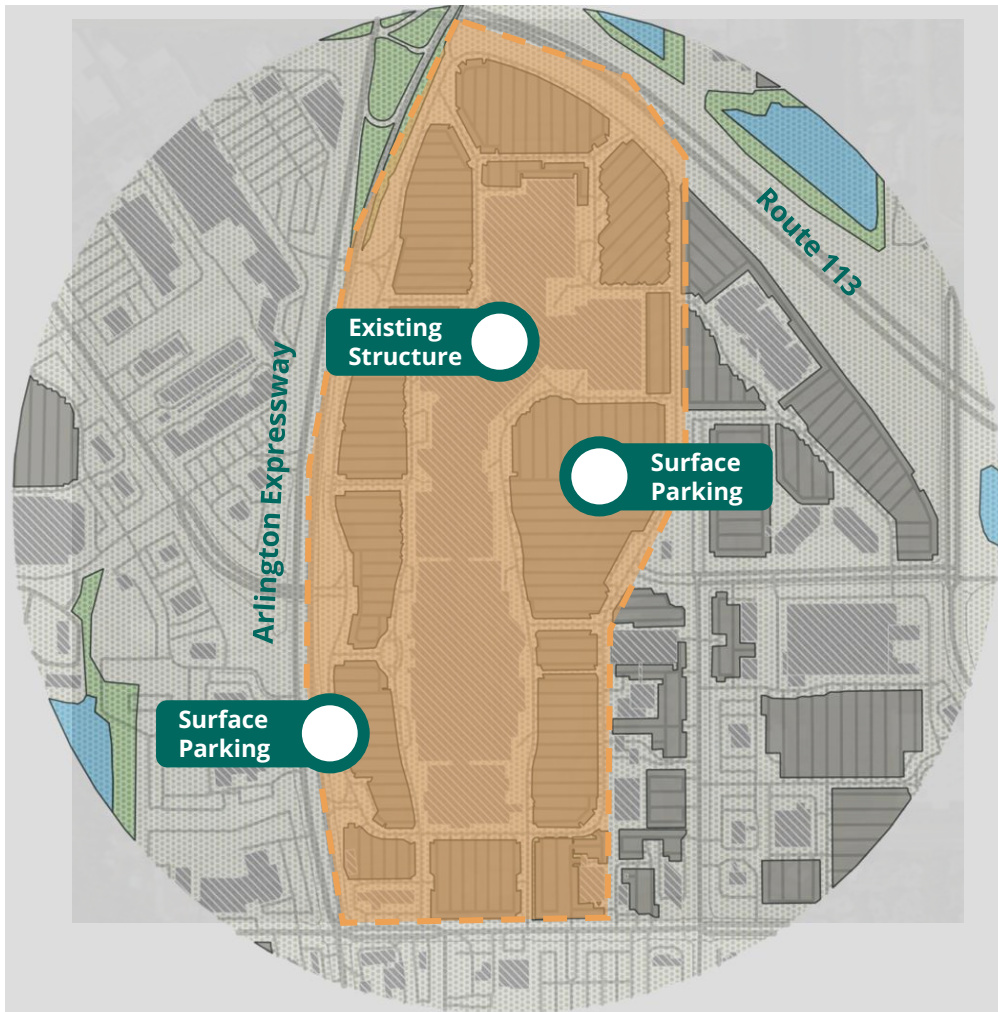 Route 113
Existing
Structure
Arlington Expressway
Surface
Parking
Surface
Parking